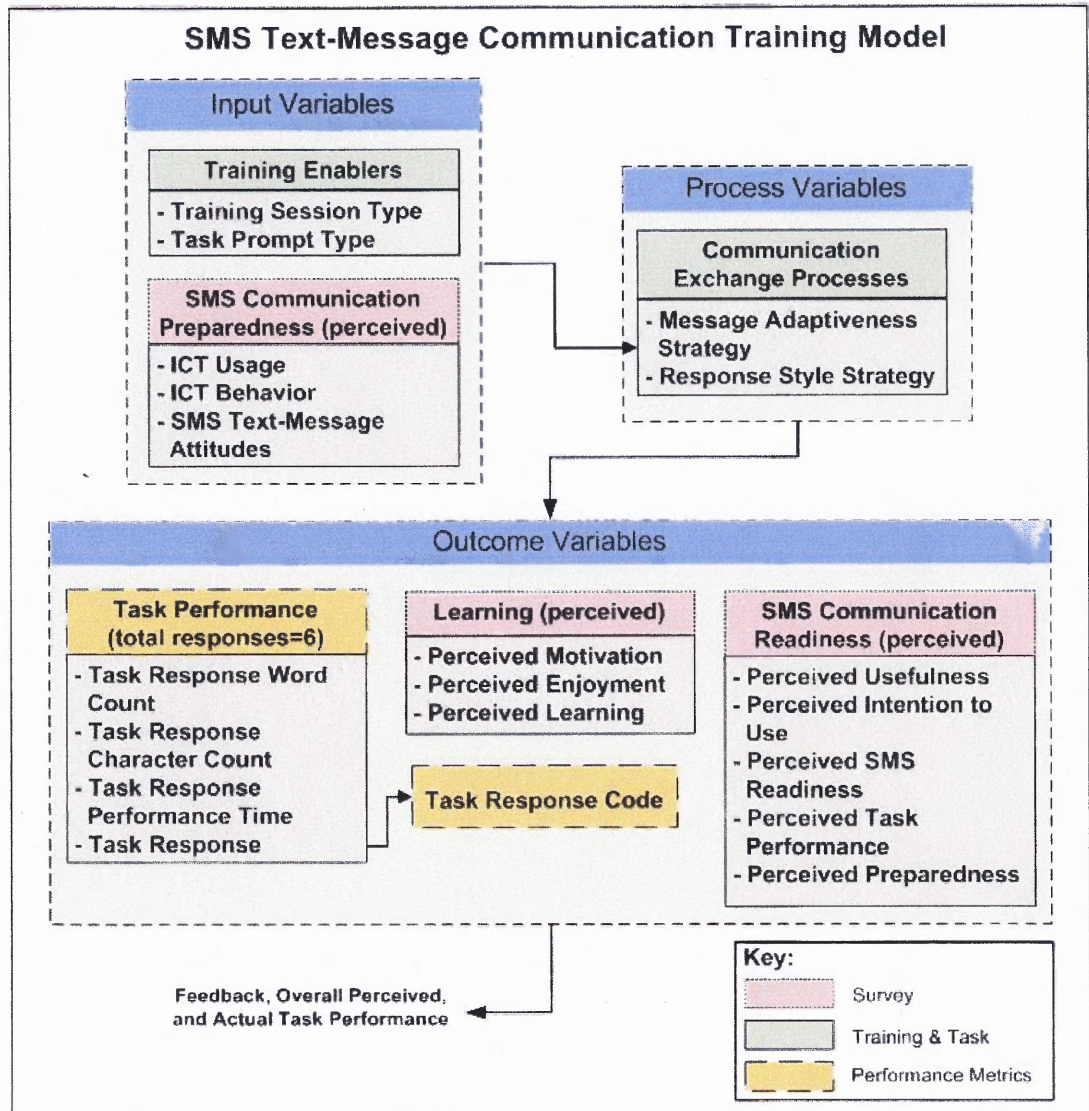 SMS Text-Message Communication Training Model
Input Variables
Training Enablers
- Training Session Type
- Task Prompt Type
SMS Communication
Preparedness (perceived)
- ICT Usage
- ICT Behavior
- SMS Text-Message
Attitudes
Process Variables
Communication
Exchange Processes
- Message Adaptiveness
Strategy
- Response Style Strategy
Outcome Variables
Task Performance
(total responses=6)
- Task Response Word
Count
- Task Response
Character Count
- Task Response
Performance Time
- Task Response
Learning (perceived)
- Perceived Motivation
- Perceived Enjoyment
- Perceived Learning
Task Response Code
SMS Communication
Readiness (perceived)
- Perceived Usefulness
- Perceived Intention to
Use
- Perceived SMS
Readiness
- Perceived Task
Performance
- Perceived Preparedness
Feedback, Overall Perceived,
and Actual Task Performance
Key:
Survey
Training & Task
Performance Metrics